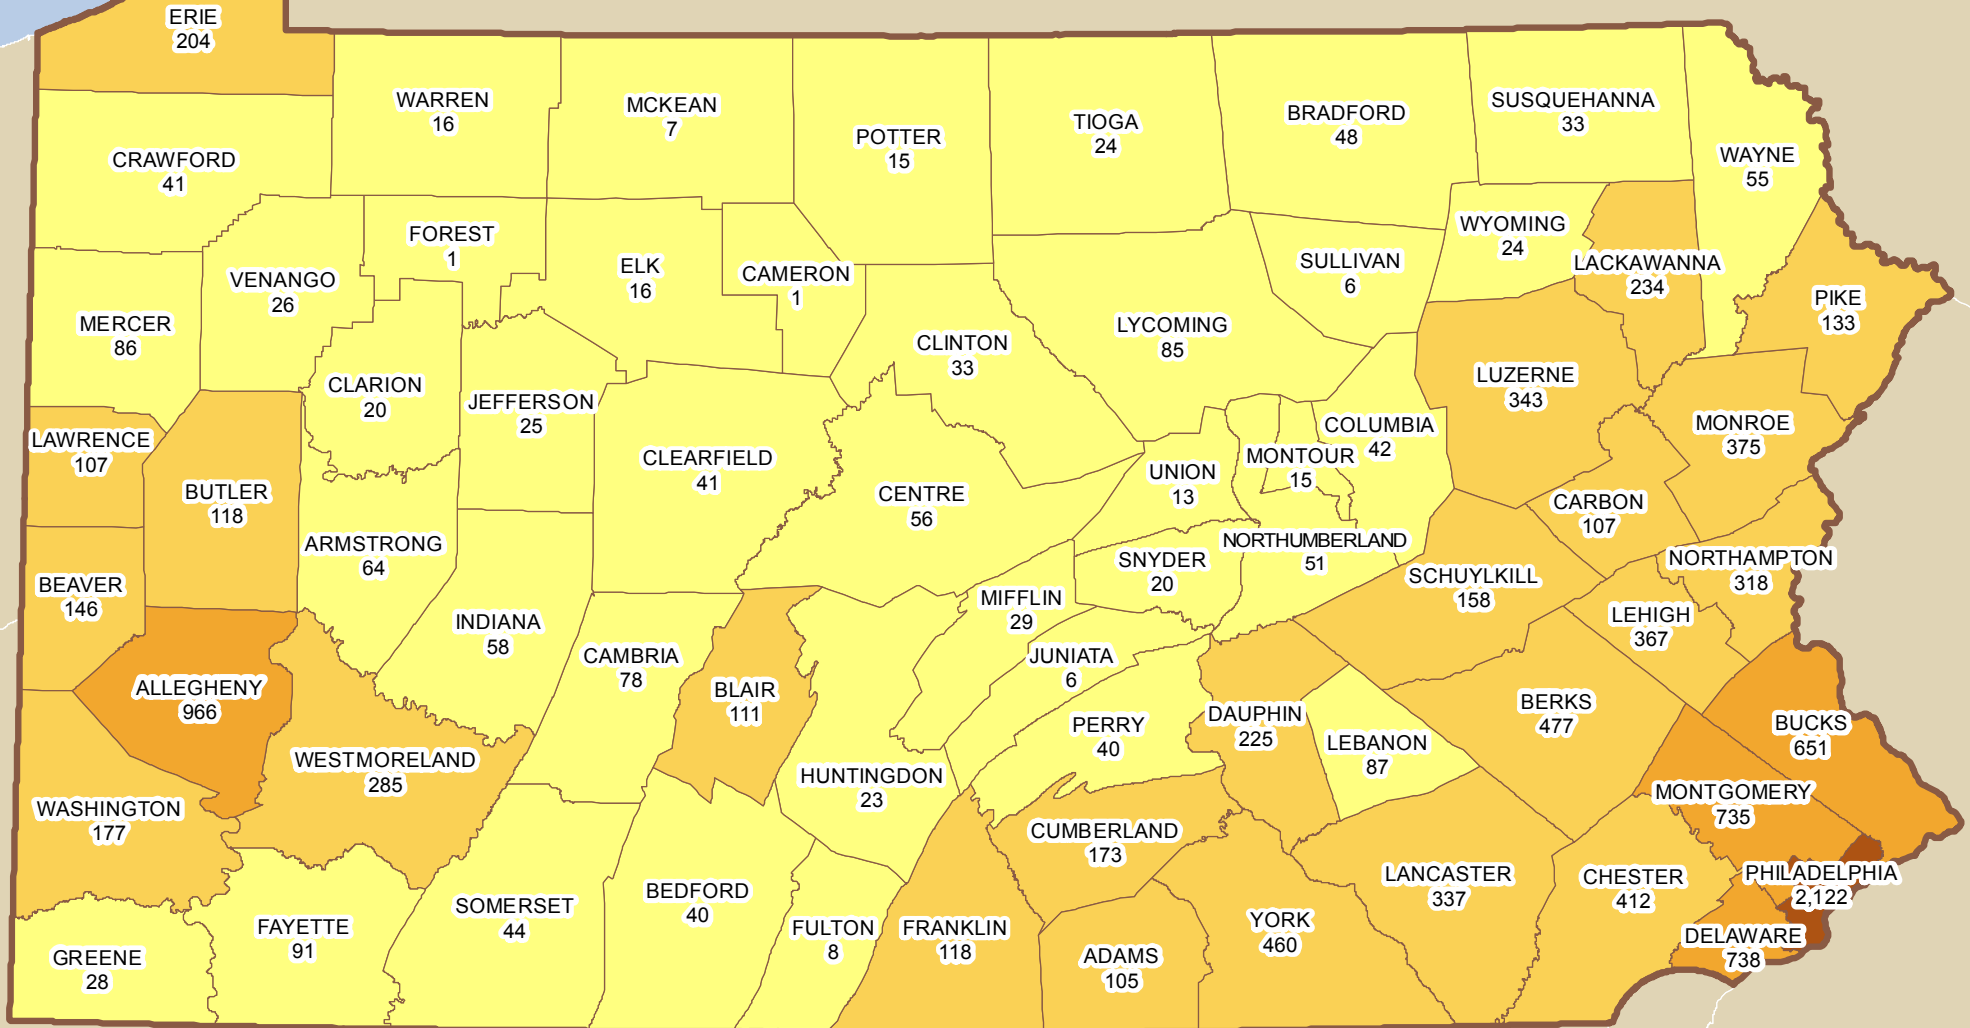 ERIE
204
WARREN
16
MCKEAN
7
POTTER
15
TIOGA
24
BRADFORD
48
SUSQUEHANNA
33
WAYNE
55
CRAWFORD
41
FOREST
1
VENANGO
26
ELK
16
CAMERON
1
SULLIVAN
6
WYOMING
24
LACKAWANNA
234
PIKE
133
MERCER
86
CLINTON
33
LYCOMING
85
LUZERNE
343
CLARION
20
JEFFERSON
25
LAWRENCE
107
CLEARFIELD
41
CENTRE
56
UNION
13
MONTOUR
15
COLUMBIA
42
MONROE
375
BUTLER
118
CARBON
107
ARMSTRONG
64
NORTHUMBERLAND
51
SNYDER
20
NORTHAMPTON
318
BEAVER
146
SCHUYLKILL
158
MIFFLIN
29
INDIANA
58
LEHIGH
367
CAMBRIA
78
JUNIATA
6
ALLEGHENY
966
BLAIR
111
PERRY
40
DAUPHIN
225
BERKS
477
BUCKS
651
LEBANON
87
WESTMORELAND
285
HUNTINGDON
23
MONTGOMERY
735
WASHINGTON
177
CUMBERLAND
173
PHILADELPHIA
2,122
LANCASTER
337
CHESTER
412
BEDFORD
40
SOMERSET
44
FAYETTE
91
FULTON
8
FRANKLIN
118
YORK
460
DELAWARE
738
GREENE
28
ADAMS
105